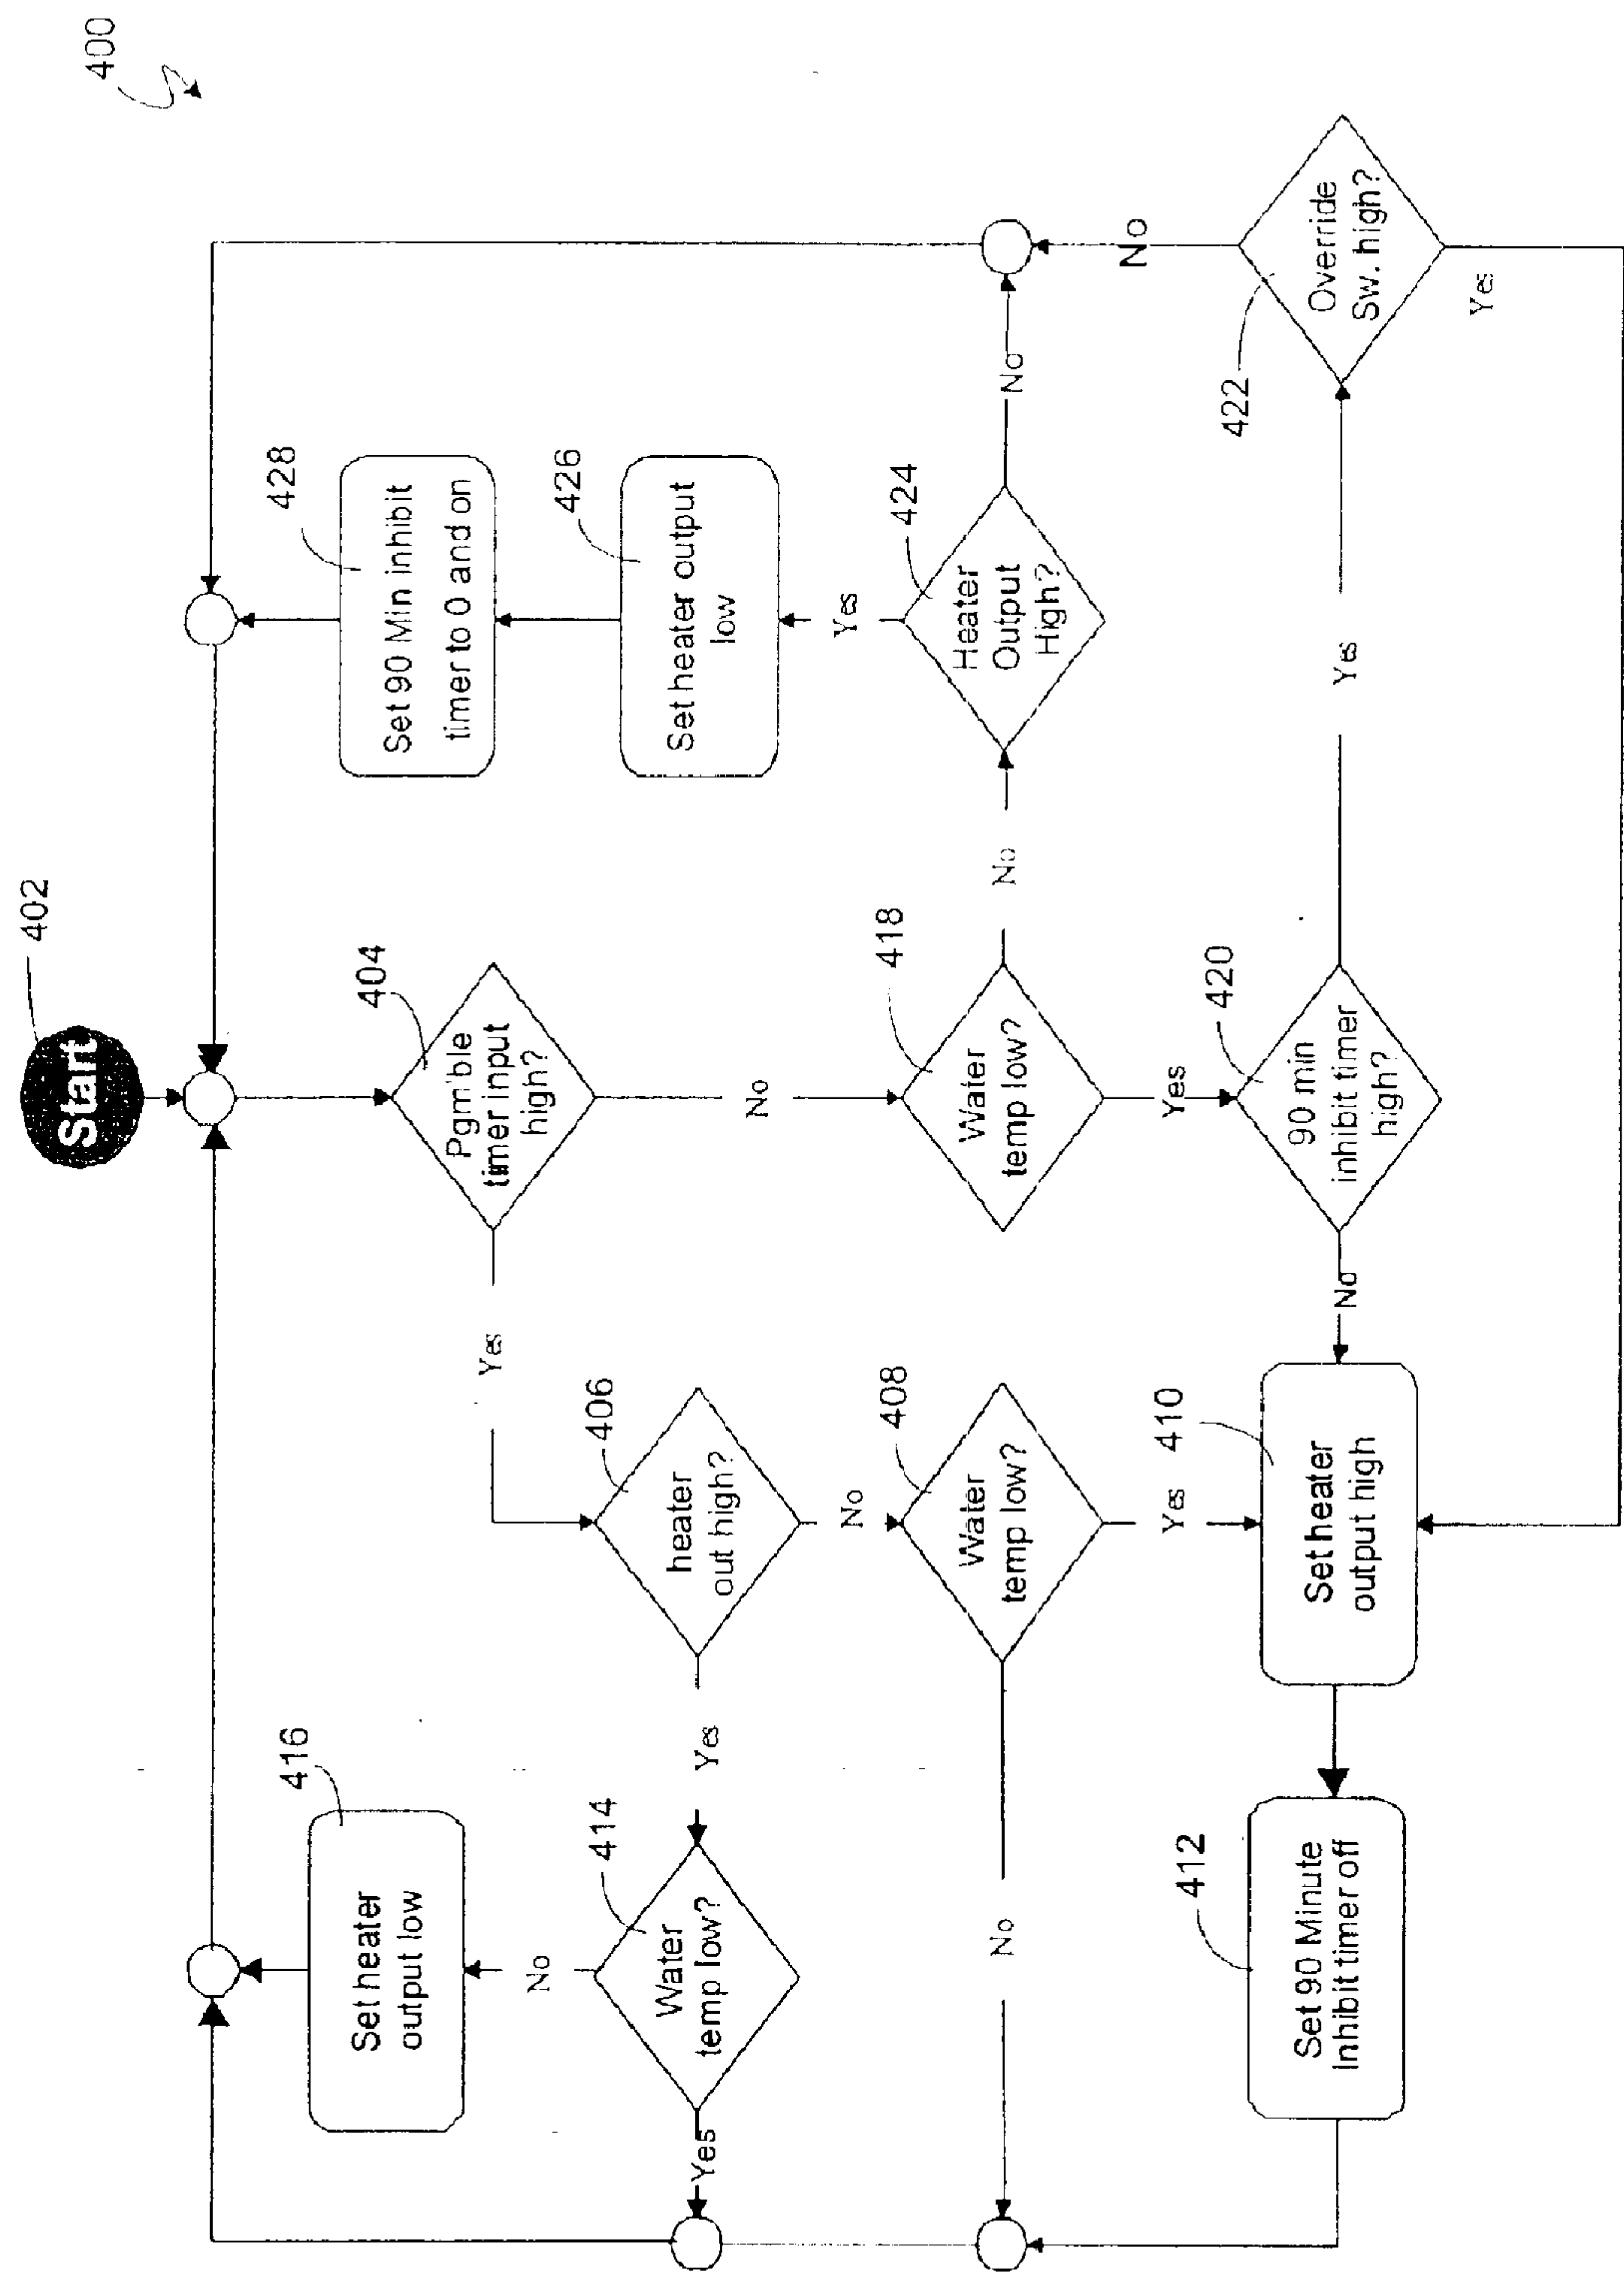 400
402
Start
404
Pgm'ble
timer input
high?
Yes
No
406
heater
out high?
Yes
No
408
Water
temp low?
Yes
No
410
Set heater
output high
412
Set 90 Minute
Inhibit timer off
414
Water
temp low?
Yes
No
416
Set heater
output low
418
Water
temp low?
No
Yes
420
90 min
inhibit timer
high?
No
Yes
422
Override
Sw. high?
No
Yes
424
Heater
Output
High?
No
Yes
426
Set heater output
low
428
Set 90 Min inhibit
timer to 0 and on